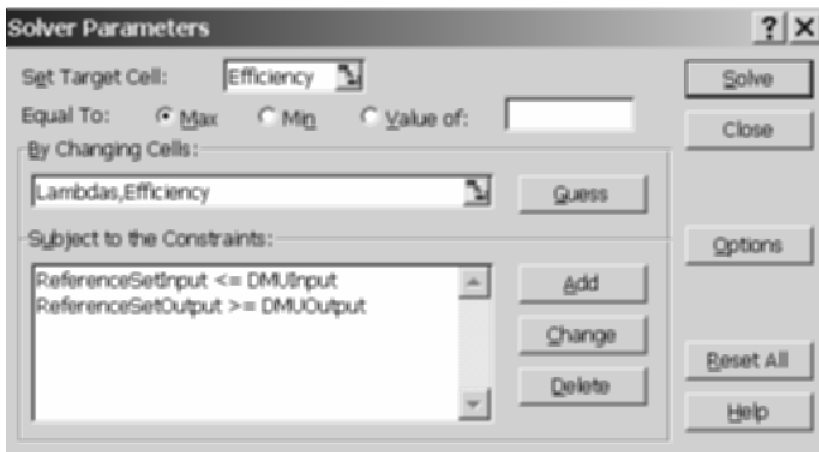 Solver Parameters
Set Target Cell: Efficiency
Solve
Equal To: Max Min Value of:
Close
By Changing Cells:
Lambdas,Efficiency
Guess
Subject to the Constraints:
Options
ReferenceSetInput <= DMUInput
ReferenceSetOutput >= DMUOutput
Add
Change
Delete
Reset All
Help